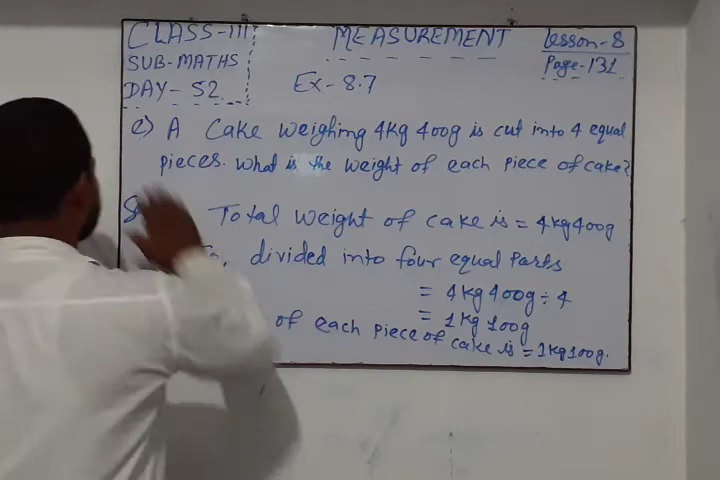 CLASS-III
SUB-MATHS
DAY-52
MEASUREMENT
Ex-8.7
Lesson-8
Page-131
e) A Cake weighing 4kg 400g is cut into 4 equal
pieces. What is the weight of each piece of cake?
Total weight of cake is = 4kg400g
divided into four equal Parts
= 4kg 400g ÷ 4
= 1kg 100g
of each piece of cake is = 1kg100g.